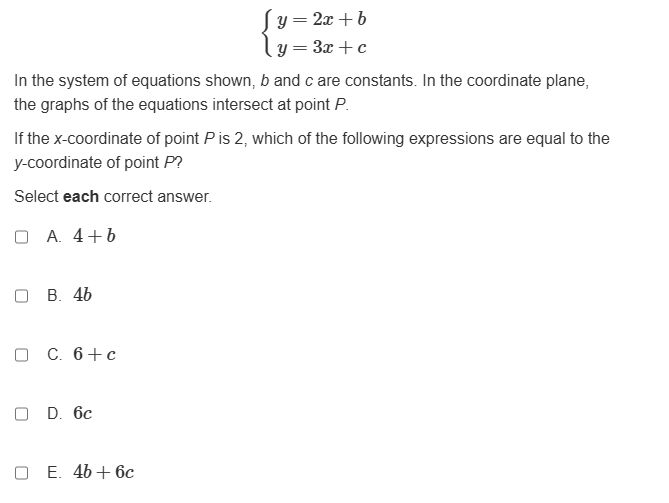 y = 2x + b
y = 3x + c
In the system of equations shown, b and c are constants. In the coordinate plane,
the graphs of the equations intersect at point P.
If the x-coordinate of point P is 2, which of the following expressions are equal to the
y-coordinate of point P?
Select each correct answer.
A. 4 + b
B. 4b
C. 6 + c
D. 6c
E. 4b + 6c